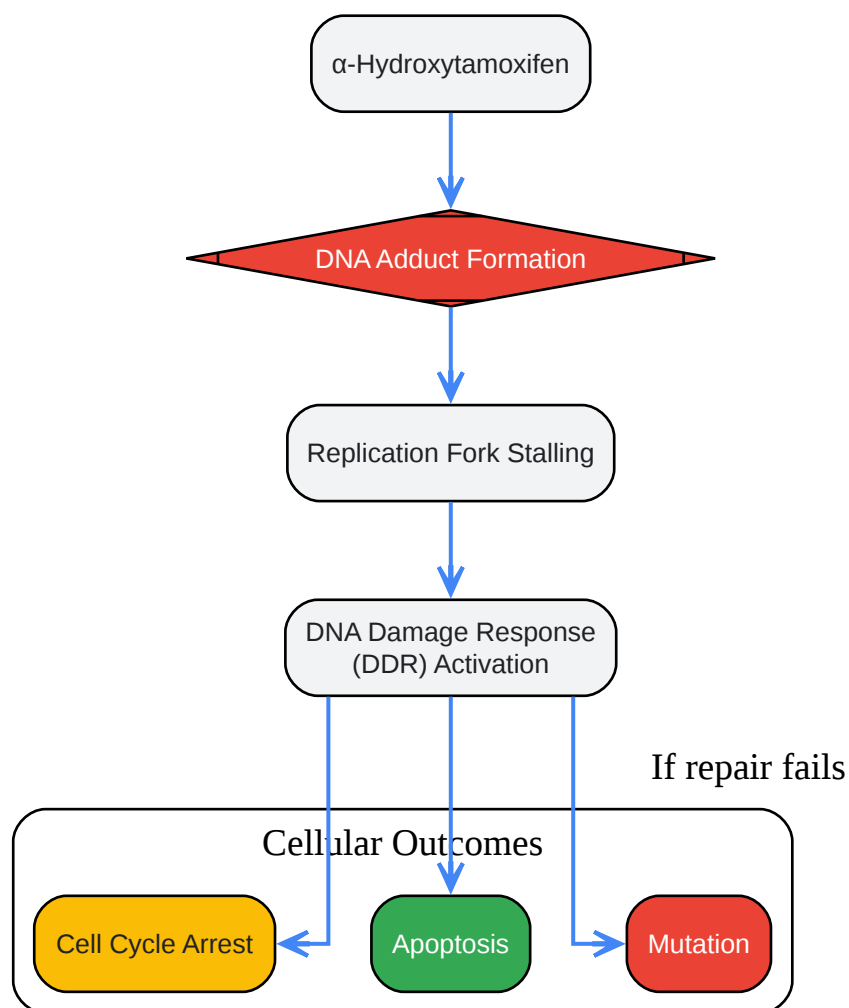 α-Hydroxytamoxifen
DNA Adduct Formation
Replication Fork Stalling
DNA Damage Response
(DDR) Activation
If repair fails
Cellular Outcomes
Cell Cycle Arrest
Apoptosis
Mutation